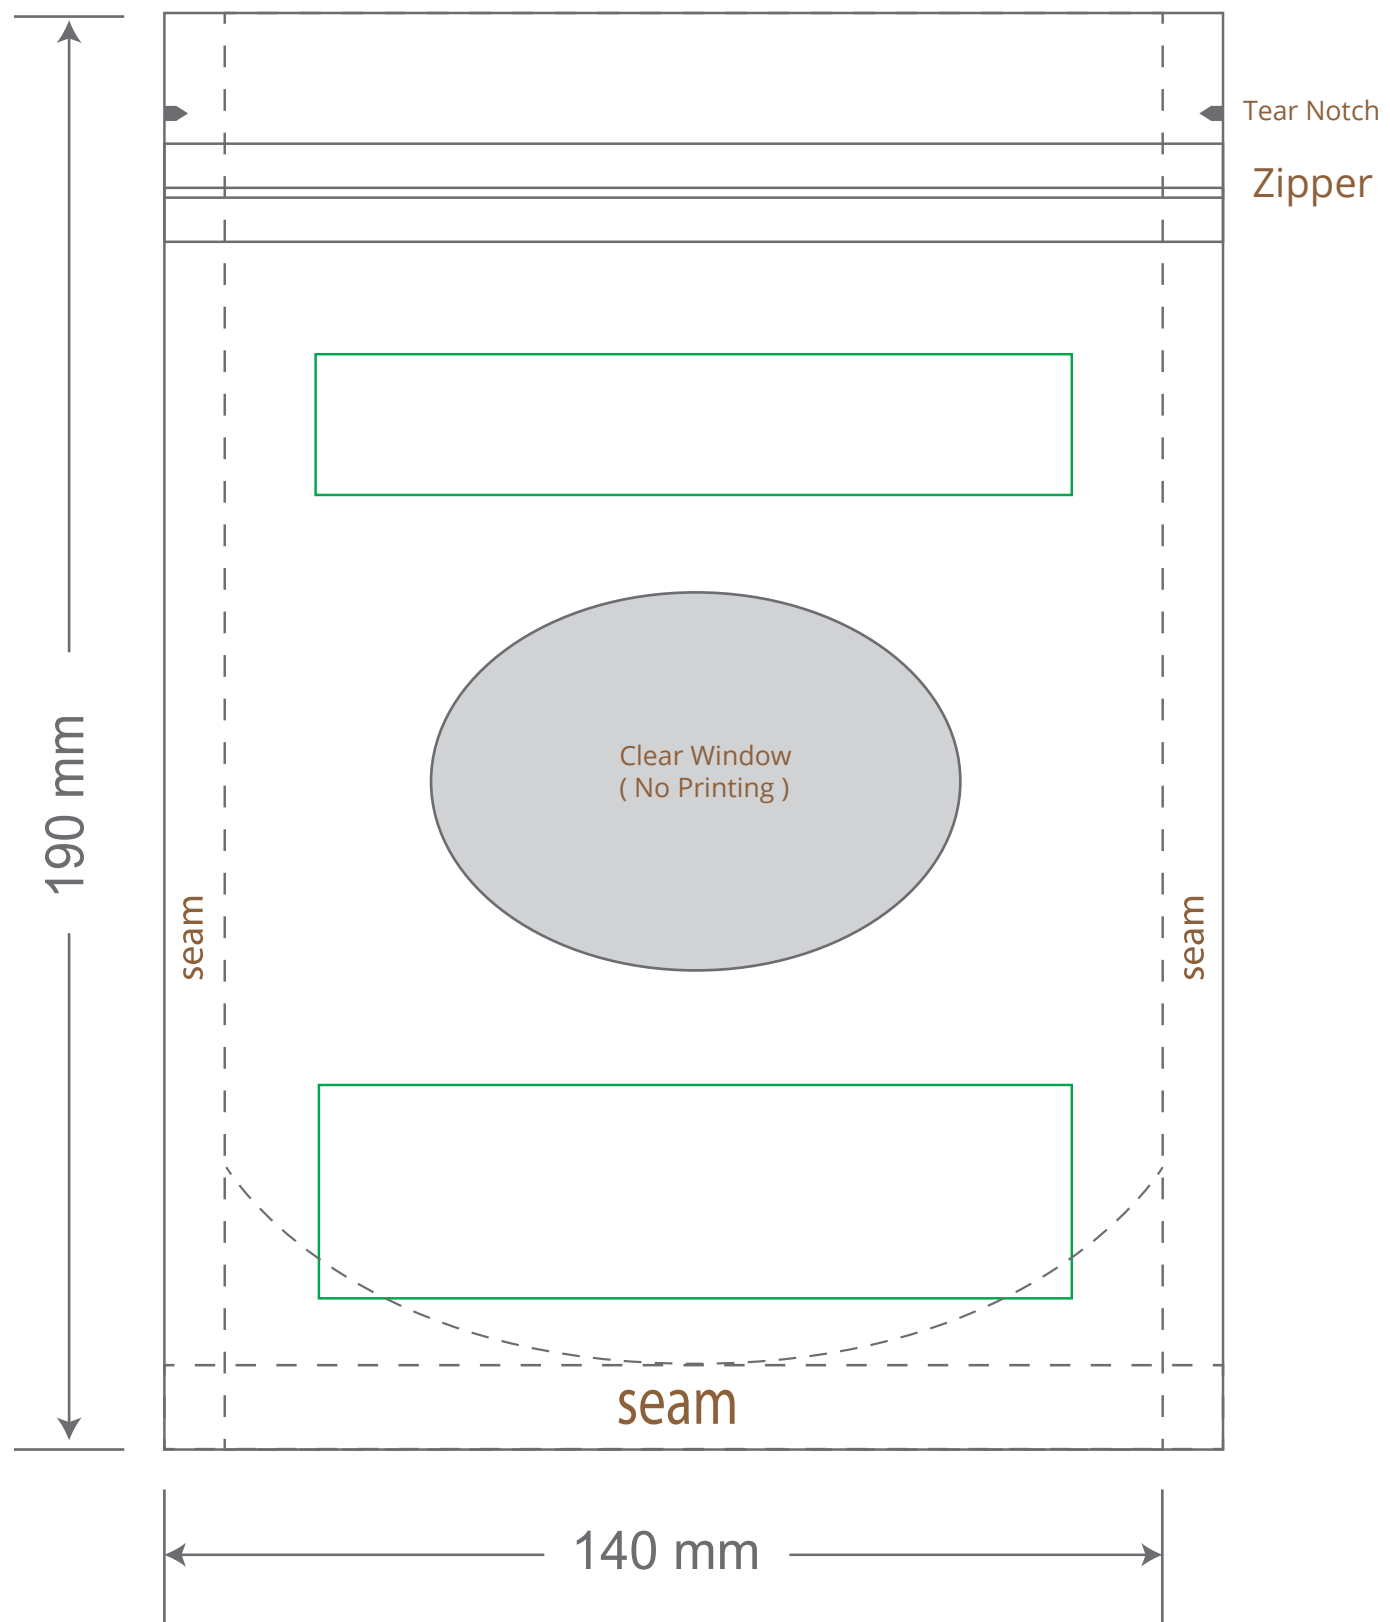 Tear Notch
Zipper
Clear Window
( No Printing )
190 mm
seam
seam
seam
140 mm